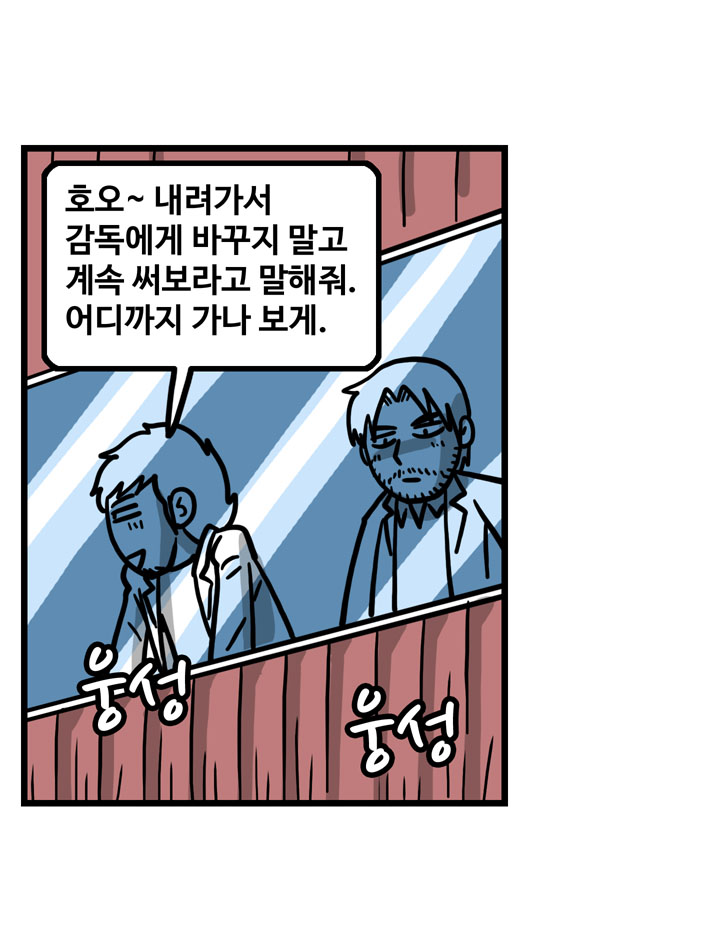 호오~ 내려가서
감독에게 바꾸지 말고
계속 써보라고 말해줘.
어디까지 가나 보게.
웅성
웅성